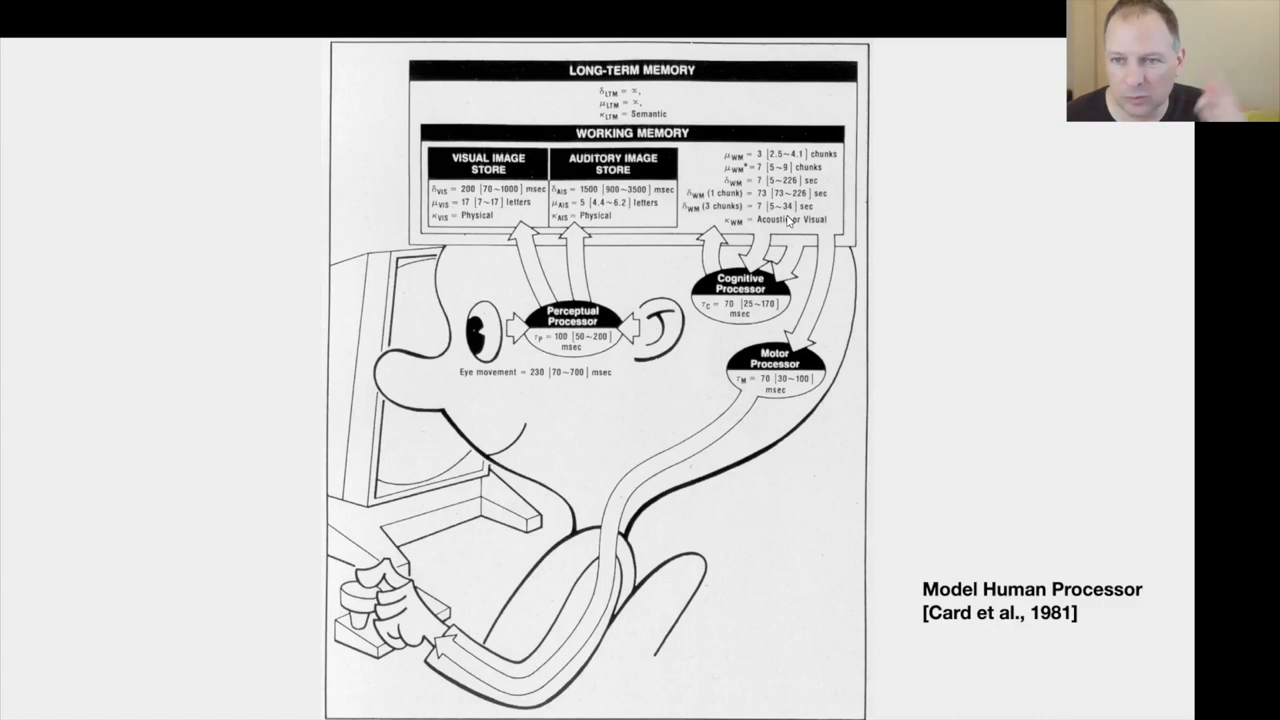 LONG-TERM MEMORY
δLTM = ∝,
μLTM = ∝,
κLTM = Semantic
WORKING MEMORY
VISUAL IMAGE
STORE
δVIS = 200 [70~1000] msec
μVIS = 17 [7~17] letters
κVIS = Physical
AUDITORY IMAGE
STORE
δAIS = 1500 [900~3500] msec
μAIS = 5 [4.4~6.2] letters
κAIS = Physical
μWM = 3 [2.5~4.1] chunks
μWM* = 7 [5~9] chunks
δWM = 7 [5~226] sec
δWM (1 chunk) = 73 [73~226] sec
δWM (3 chunks) = 7 [5~34] sec
κWM = Acoustic or Visual
Cognitive
Processor
τC = 70 [25~170]
msec
Perceptual
Processor
τP = 100 [50~200]
msec
Eye movement = 230 [70~700] msec
Motor
Processor
τM = 70 [30~100]
msec
Model Human Processor
[Card et al., 1981]